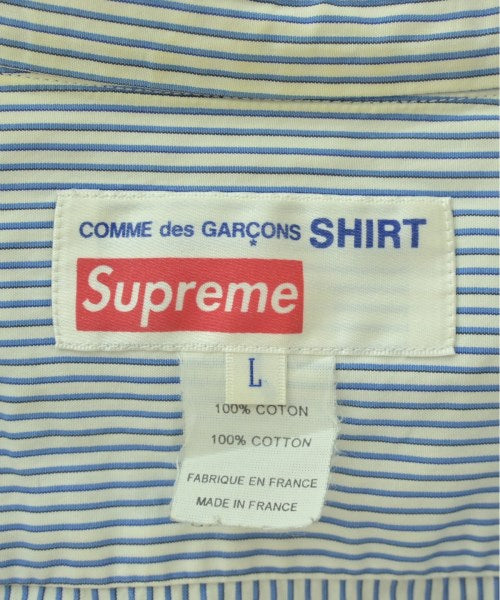 COMME des GARÇONS SHIRT
Supreme
L
100% COTON
100% COTTON
FABRIQUE EN FRANCE
MADE IN FRANCE